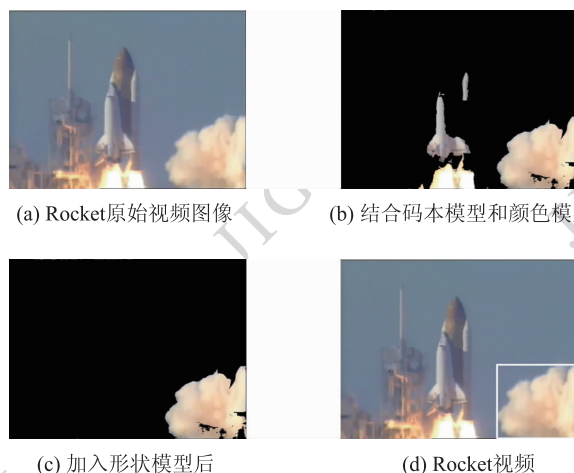 (a) Rocket原始视频图像
(b) 结合码本模型和颜色模
JIG
(c) 加入形状模型后
(d) Rocket视频